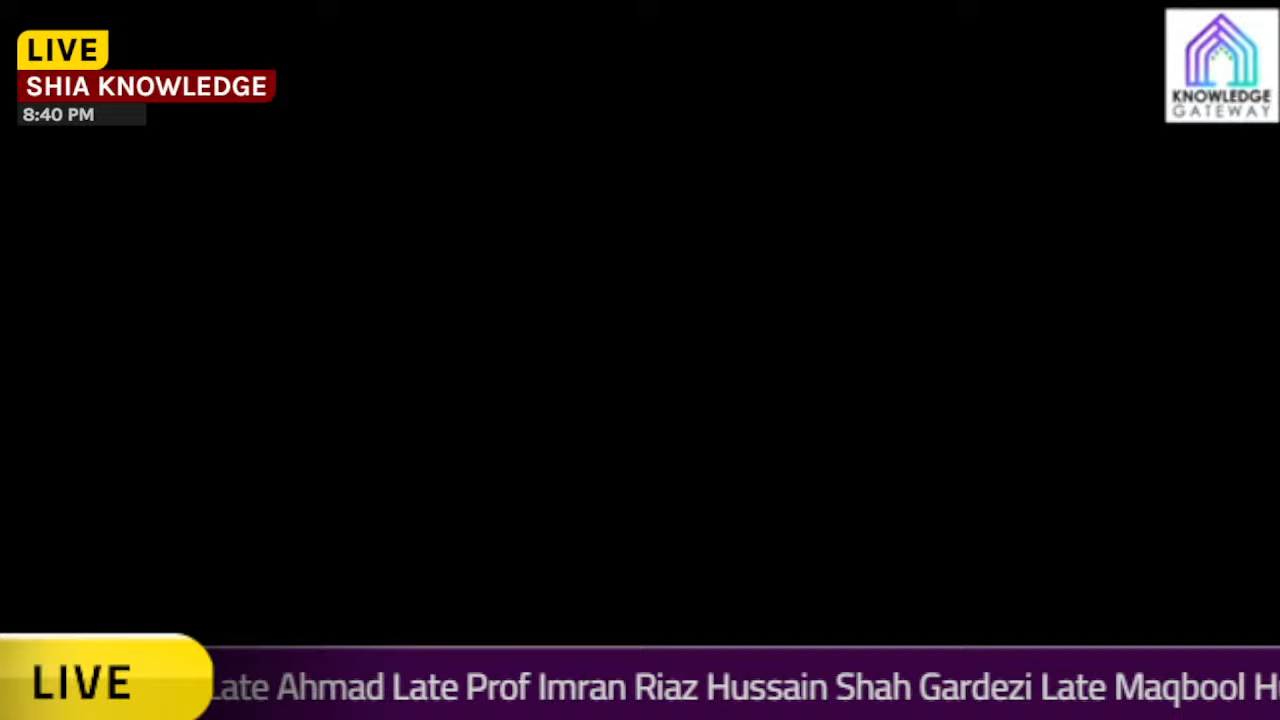 LIVE
SHIA KNOWLEDGE
8:40 PM
KNOWLEDGE
GATEWAY
LIVE
Late Ahmad Late Prof Imran Riaz Hussain Shah Gardezi Late Maqbool